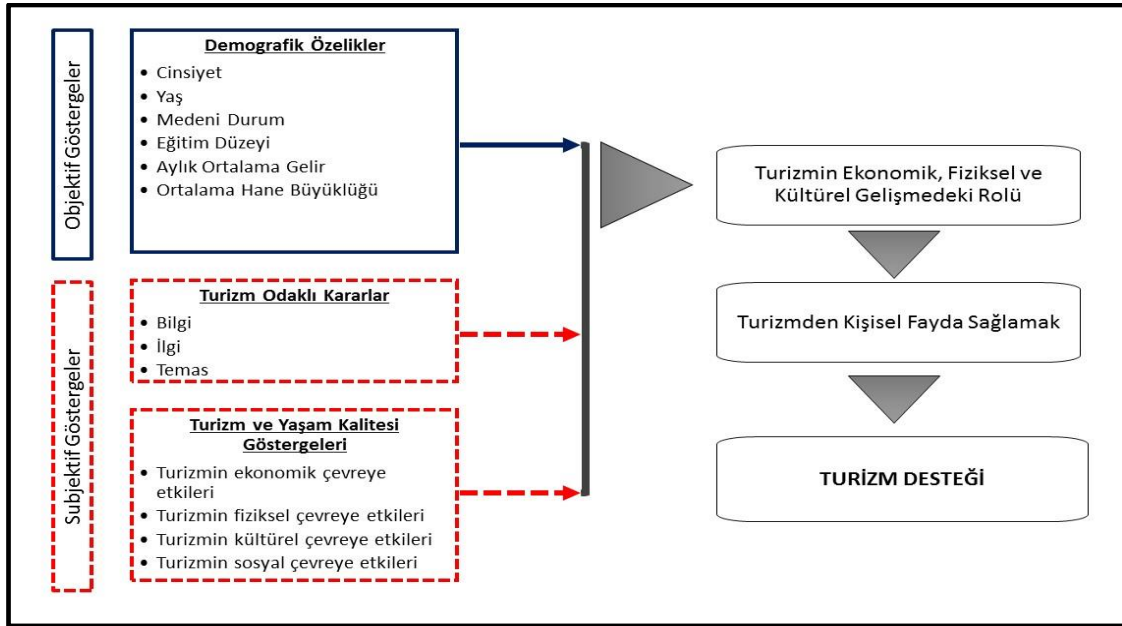 Objektif Göstergeler
Demografik Özelikler
• Cinsiyet
• Yaş
• Medeni Durum
• Eğitim Düzeyi
• Aylık Ortalama Gelir
• Ortalama Hane Büyüklüğü
Subjektif Göstergeler
Turizm Odaklı Kararlar
• Bilgi
• İlgi
• Temas
Turizm ve Yaşam Kalitesi
Göstergeleri
• Turizmin ekonomik çevreye
etkileri
• Turizmin fiziksel çevreye etkileri
• Turizmin kültürel çevreye etkileri
• Turizmin sosyal çevreye etkileri
Turizmin Ekonomik, Fiziksel ve
Kültürel Gelişmedeki Rolü
Turizmden Kişisel Fayda Sağlamak
TURİZM DESTEĞİ